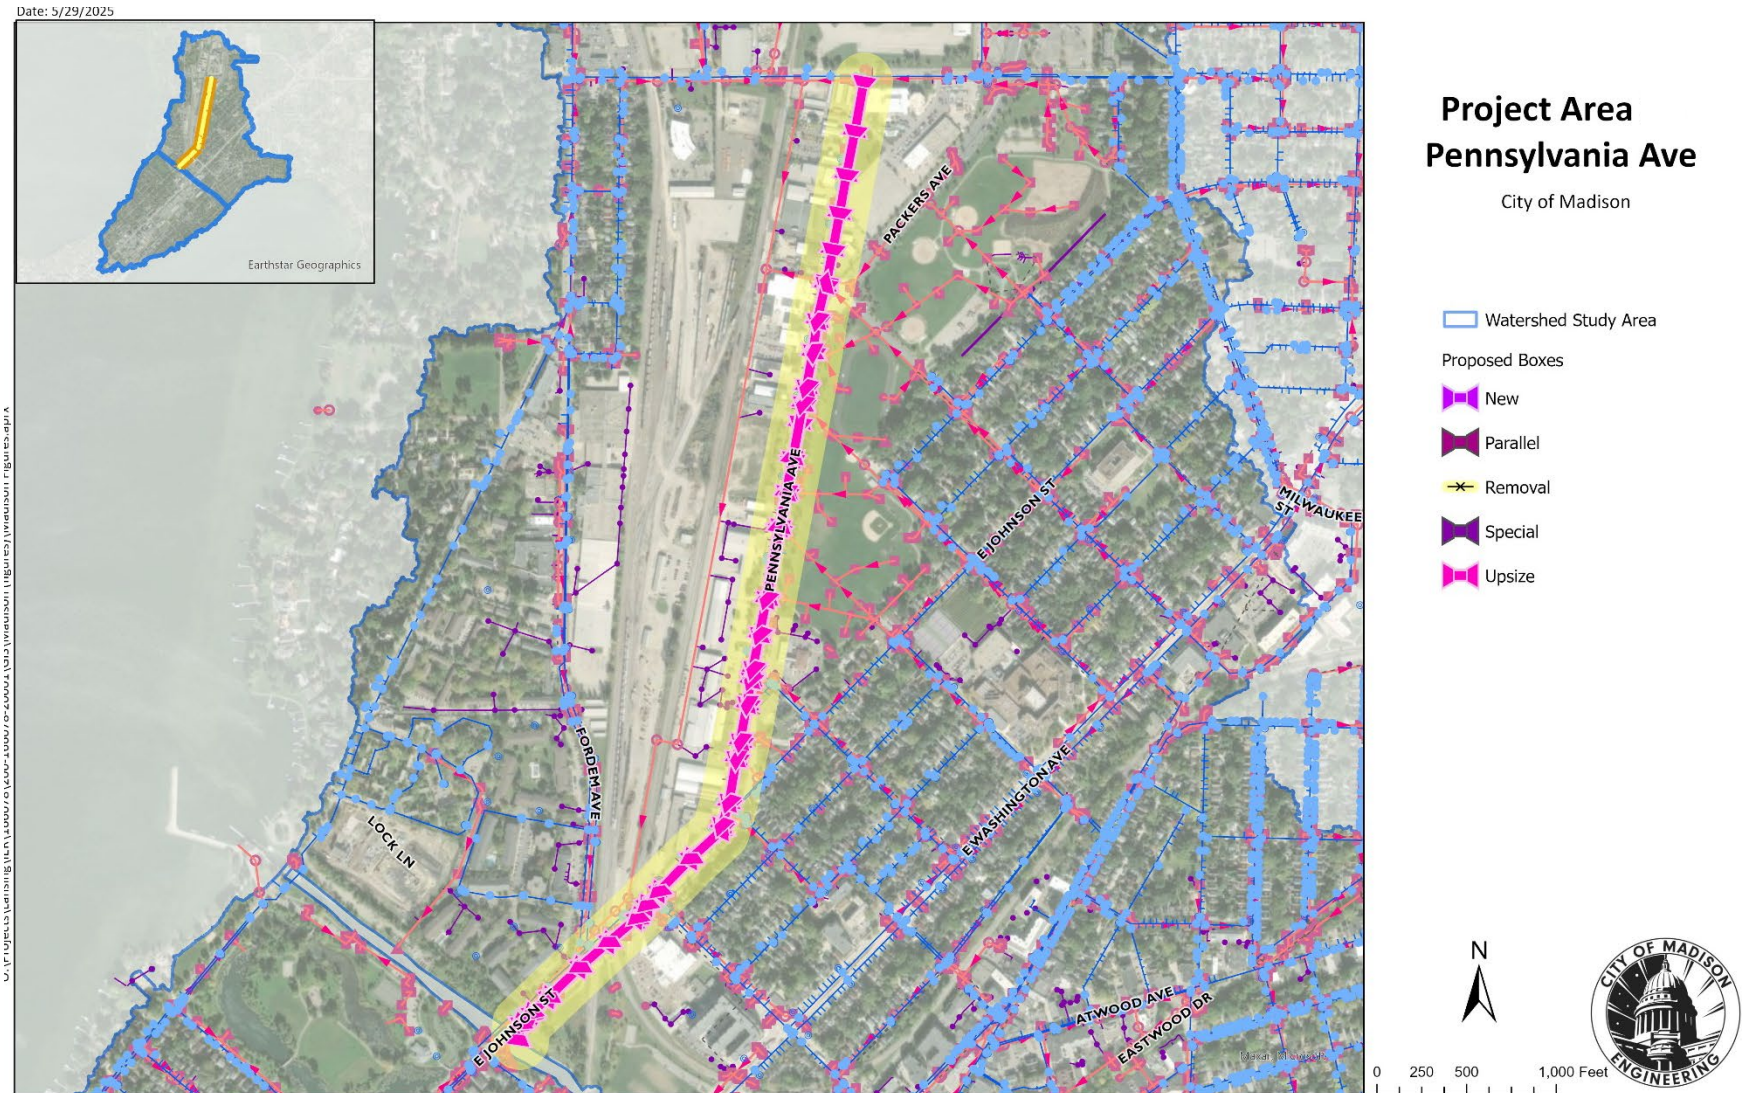 Date: 5/29/2025
Earthstar Geographics
Project Area
Pennsylvania Ave
City of Madison
Watershed Study Area
Proposed Boxes
New
Parallel
Removal
Special
Upsize
PACKERS AVE
PENNSYLVANIA AVE
E JOHNSON ST
MILWAUKEE
ST
FORDEM AVE
LOCK LN
E WASHINGTON AVE
E JOHNSON ST
ATWOOD AVE
EASTWOOD DR
N
0 250 500 1,000 Feet
CITY OF MADISON
ENGINEERING